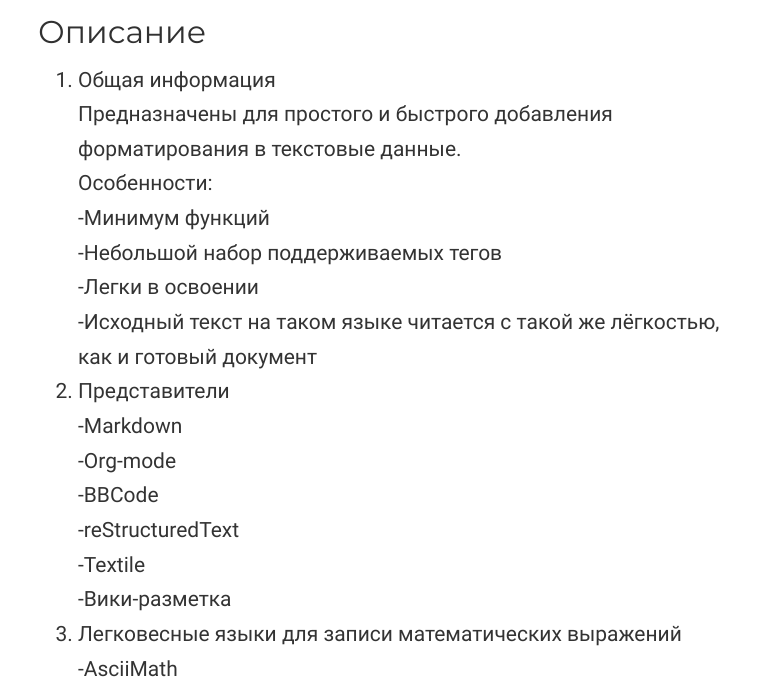 Описание
1. Общая информация
Предназначены для простого и быстрого добавления
форматирования в текстовые данные.
Особенности:
-Минимум функций
-Небольшой набор поддерживаемых тегов
-Легки в освоении
-Исходный текст на таком языке читается с такой же лёгкостью,
как и готовый документ
2. Представители
-Markdown
-Org-mode
-BBCode
-reStructuredText
-Textile
-Вики-разметка
3. Легковесные языки для записи математических выражений
-AsciiMath